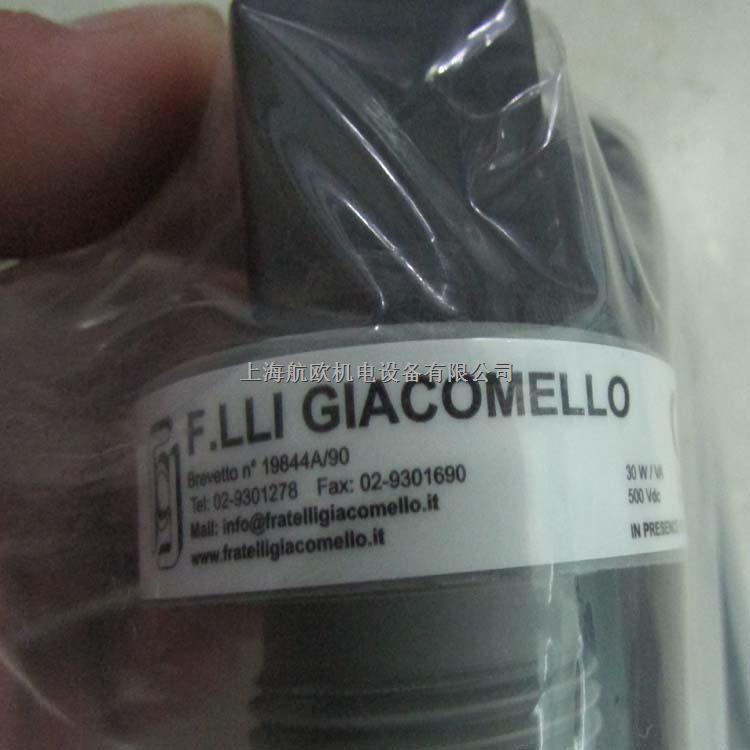 上海航欧机电设备有限公司
F.LLI GIACOMELLO
Brevetto n° 19844A/90
Tel: 02-9301278 Fax: 02-9301690
Mail: info@fratelligiacomello.it
www.fratelligiacomello.it
30 W / VA
500 Vdc
IN PRESENC